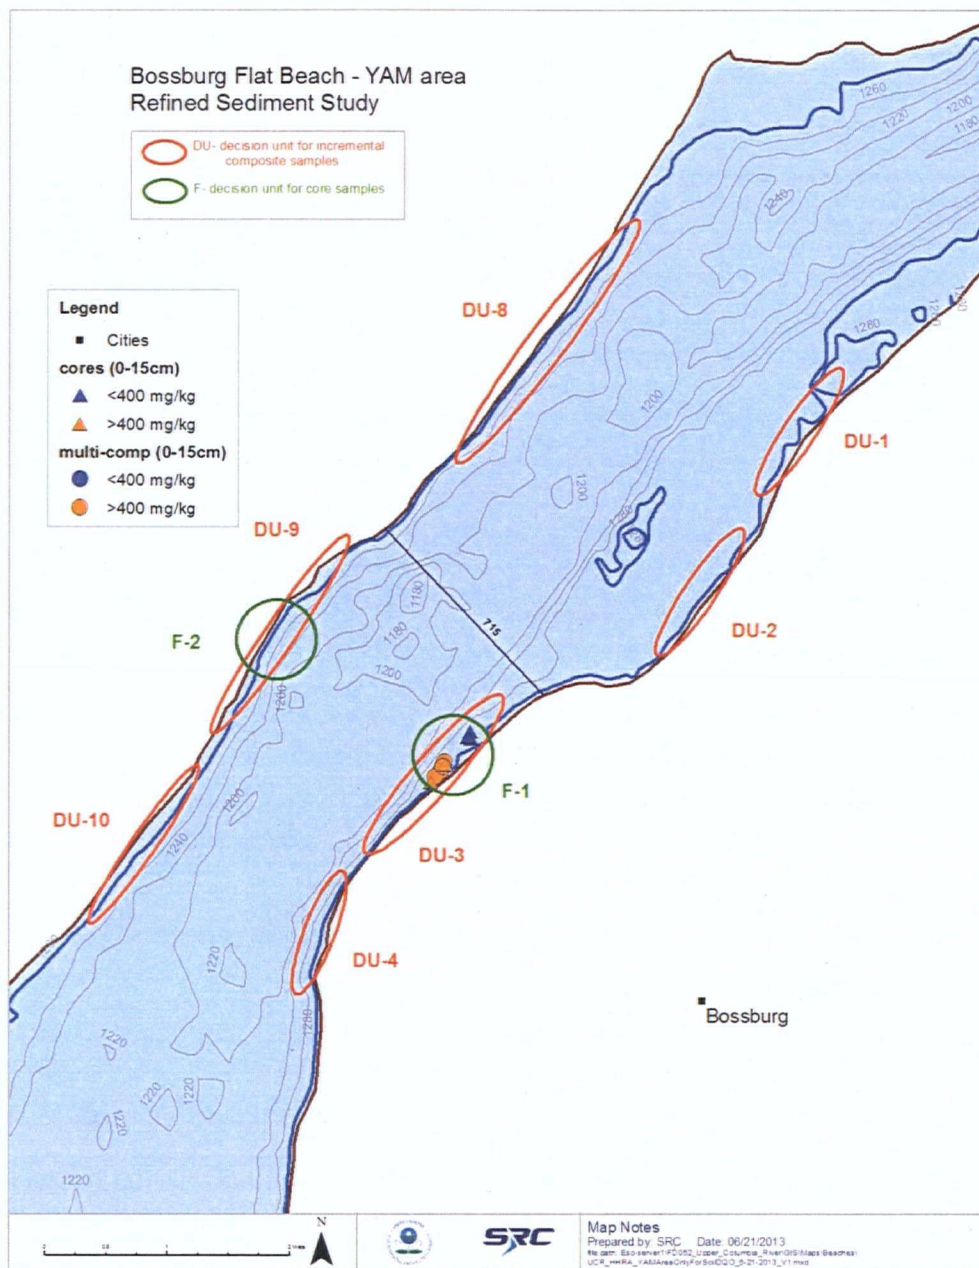 Bossburg Flat Beach - YAM area
Refined Sediment Study
DU- decision unit for incremental
composite samples
F- decision unit for core samples
Legend
Cities
cores (0-15cm)
<400 mg/kg
>400 mg/kg
multi-comp (0-15cm)
<400 mg/kg
>400 mg/kg
1260
1220
1200
1180
1240
DU-8
1280
1200
DU-1
1200
DU-9
1180
715
DU-2
F-2
1180
1200
1200
F-1
DU-10
1200
1240
DU-3
1220
DU-4
1280
Bossburg
1220
1220
1220
1220
1220
N
SRC
Map Notes
Prepared by: SRC Date: 06/21/2013